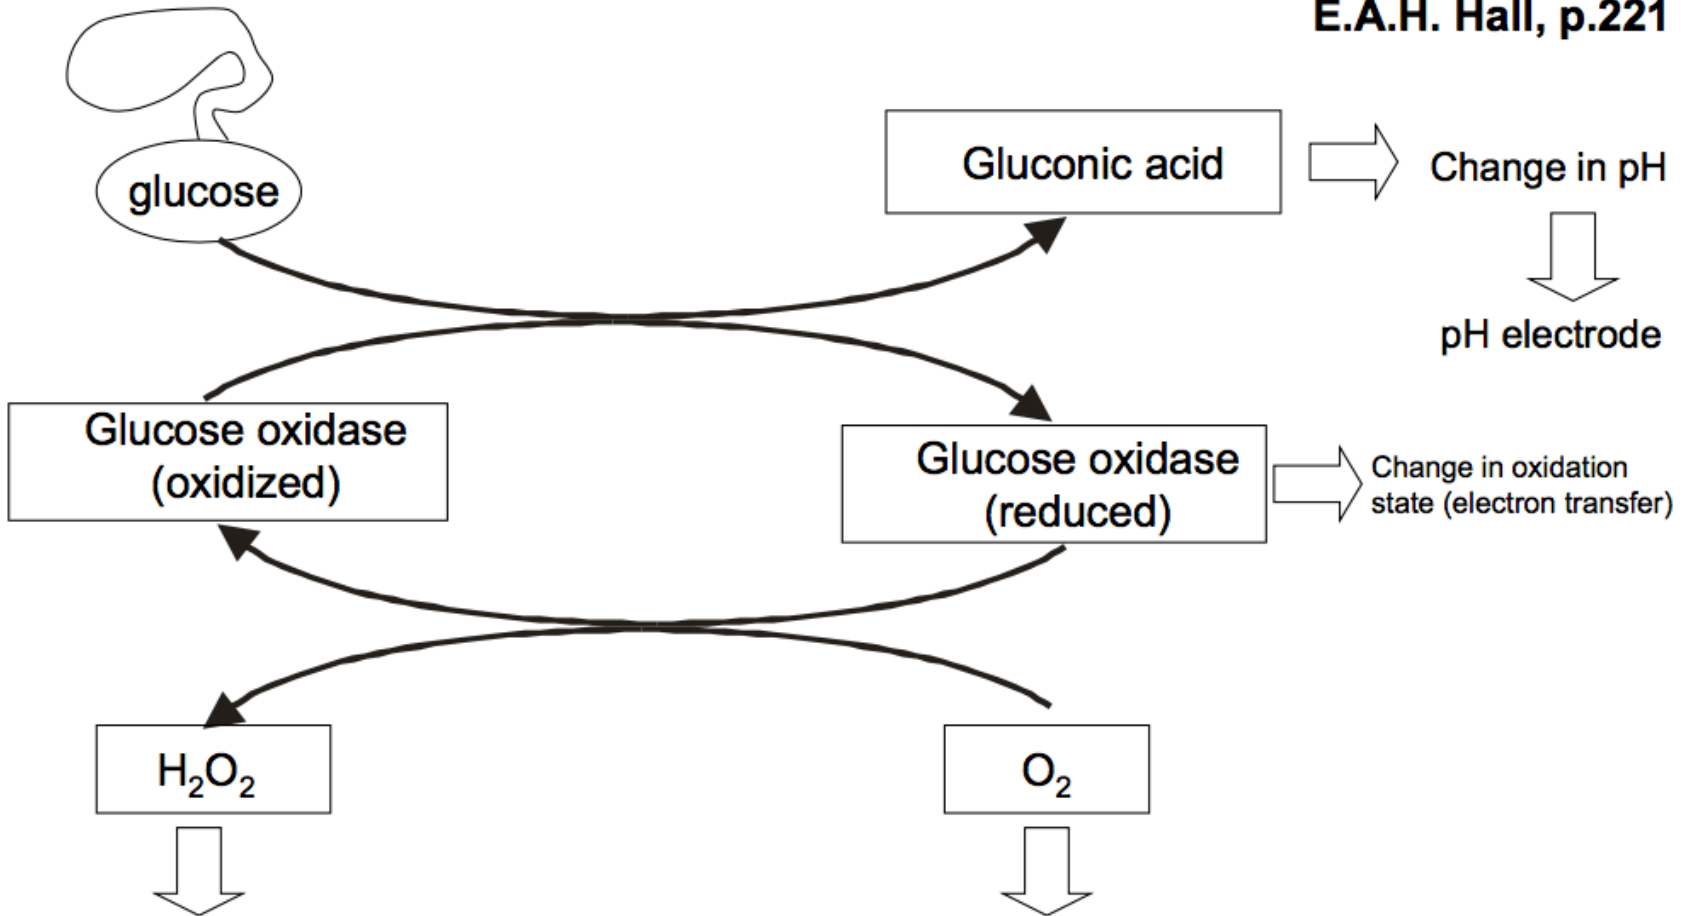 E.A.H. Hall, p.221
glucose
Gluconic acid
Change in pH
pH electrode
Glucose oxidase
(oxidized)
Glucose oxidase
(reduced)
Change in oxidation
state (electron transfer)
H₂O₂
O₂